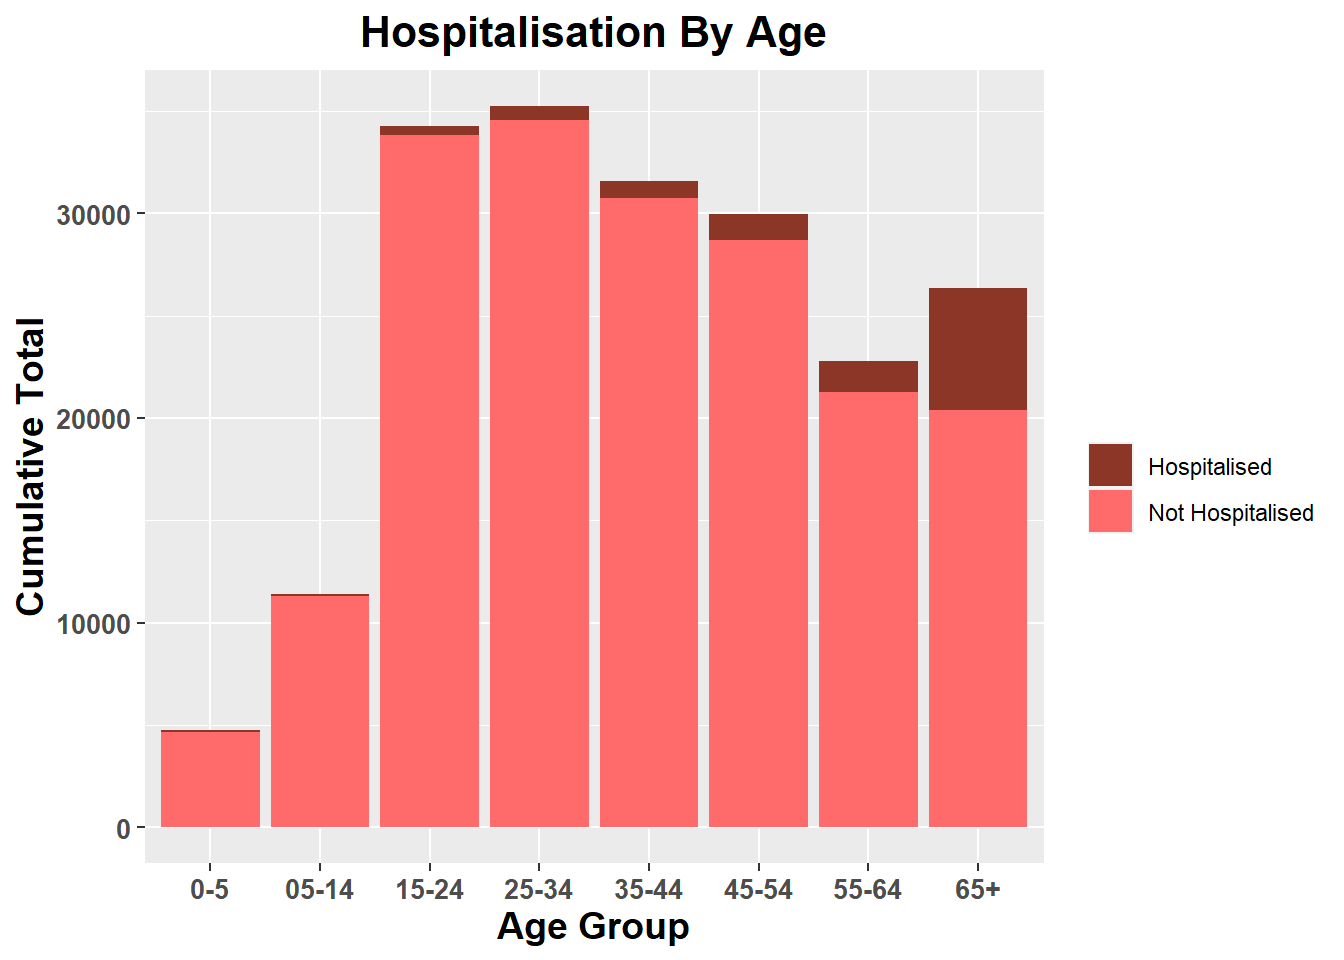 Hospitalisation By Age
Cumulative Total
30000
20000
10000
0
0-5 05-14 15-24 25-34 35-44 45-54 55-64 65+
Age Group
Hospitalised
Not Hospitalised